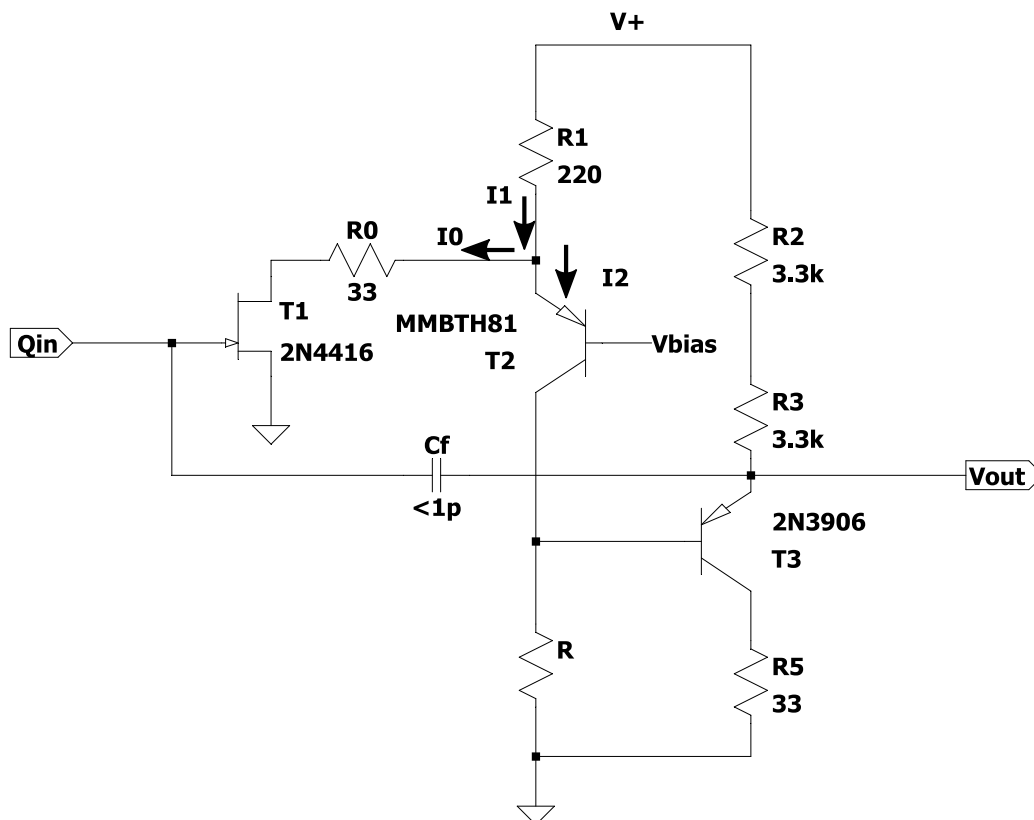 V+
R1
220
I1
R0
I0
R2
3.3k
I2
33
T1
MMBTH81
Qin
2N4416
T2
Vbias
R3
3.3k
Cf
Vout
<1p
2N3906
T3
R
R5
33